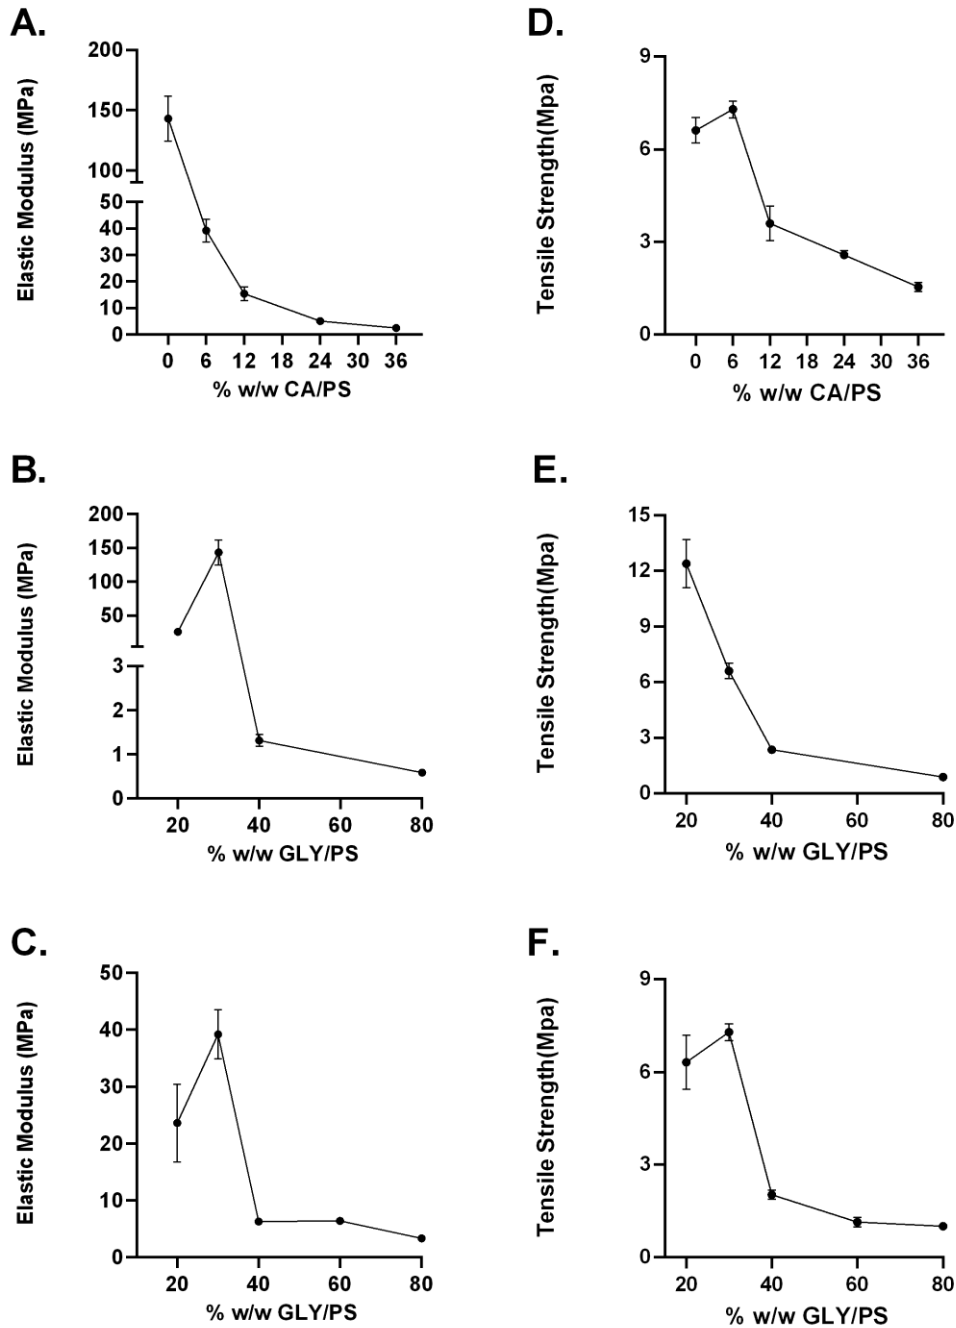 A.
Elastic Modulus (MPa)
200
150
100
50
40
30
20
10
0
0 6 12 18 24 30 36
% w/w CA/PS
D.
Tensile Strength(Mpa)
9
6
3
0
0 6 12 18 24 30 36
% w/w CA/PS
B.
Elastic Modulus (MPa)
200
150
100
50
3
2
1
0
20 40 60 80
% w/w GLY/PS
E.
Tensile Strength(Mpa)
15
12
9
6
3
0
20 40 60 80
% w/w GLY/PS
C.
Elastic Modulus (MPa)
50
40
30
20
10
0
20 40 60 80
% w/w GLY/PS
F.
Tensile Strength(Mpa)
9
6
3
0
20 40 60 80
% w/w GLY/PS